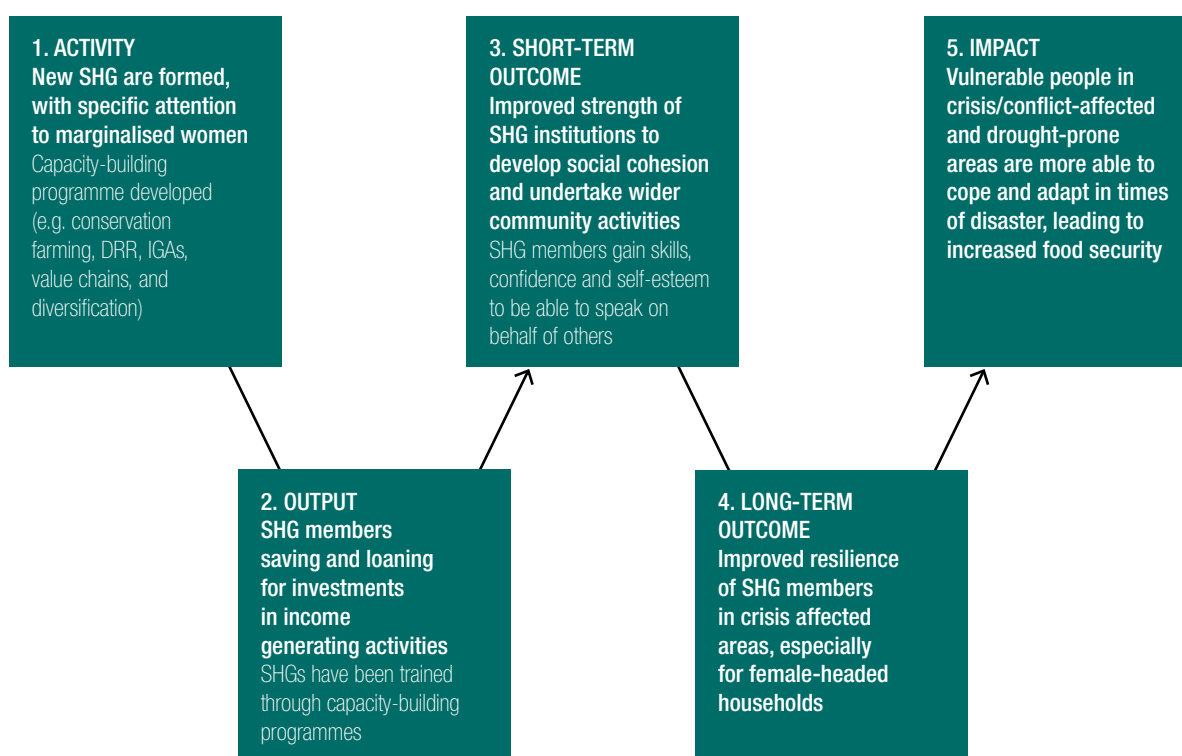 1. ACTIVITY
New SHG are formed,
with specific attention
to marginalised women
Capacity-building
programme developed
(e.g. conservation
farming, DRR, IGAs,
value chains, and
diversification)
2. OUTPUT
SHG members
saving and loaning
for investments
in income
generating activities
SHGs have been trained
through capacity-building
programmes
3. SHORT-TERM
OUTCOME
Improved strength of
SHG institutions to
develop social cohesion
and undertake wider
community activities
SHG members gain skills,
confidence and self-esteem
to be able to speak on
behalf of others
4. LONG-TERM
OUTCOME
Improved resilience
of SHG members
in crisis affected
areas, especially
for female-headed
households
5. IMPACT
Vulnerable people in
crisis/conflict-affected
and drought-prone
areas are more able to
cope and adapt in times
of disaster, leading to
increased food security